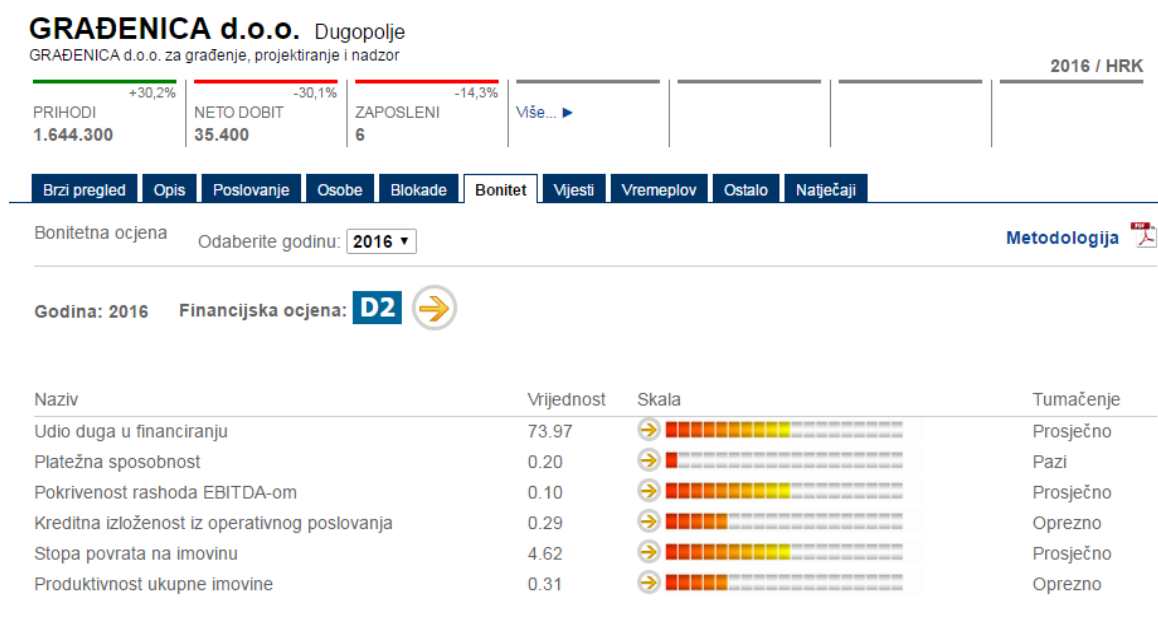 GRAĐENICA d.o.o. Dugopolje
GRAĐENICA d.o.o. za građenje, projektiranje i nadzor
2016 / HRK
+30,2% -30,1% -14,3%
PRIHODI NETO DOBIT ZAPOSLENI Više... ►
1.644.300 35.400 6
Brzi pregled Opis Poslovanje Osobe Blokade Bonitet Vijesti Vremeplov Ostalo Natječaji
Bonitetna ocjena Odaberite godinu: 2016 ▼ Metodologija PDF
Godina: 2016 Financijska ocjena: D2
Naziv Vrijednost Skala Tumačenje
Udio duga u financiranju 73.97 Prosječno
Platežna sposobnost 0.20 Pazi
Pokrivenost rashoda EBITDA-om 0.10 Prosječno
Kreditna izloženost iz operativnog poslovanja 0.29 Oprezno
Stopa povrata na imovinu 4.62 Prosječno
Produktivnost ukupne imovine 0.31 Oprezno